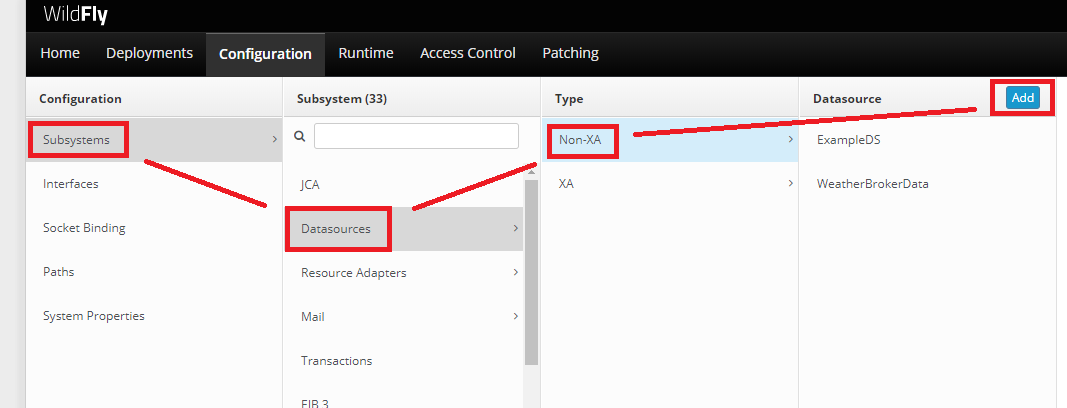 WildFly
Home Deployments Configuration Runtime Access Control Patching
Configuration
Subsystems
Interfaces
Socket Binding
Paths
System Properties
Subsystem (33)
JCA
Datasources
Resource Adapters
Mail
Transactions
EJB 3
Type
Non-XA
XA
Datasource Add
ExampleDS
WeatherBrokerData